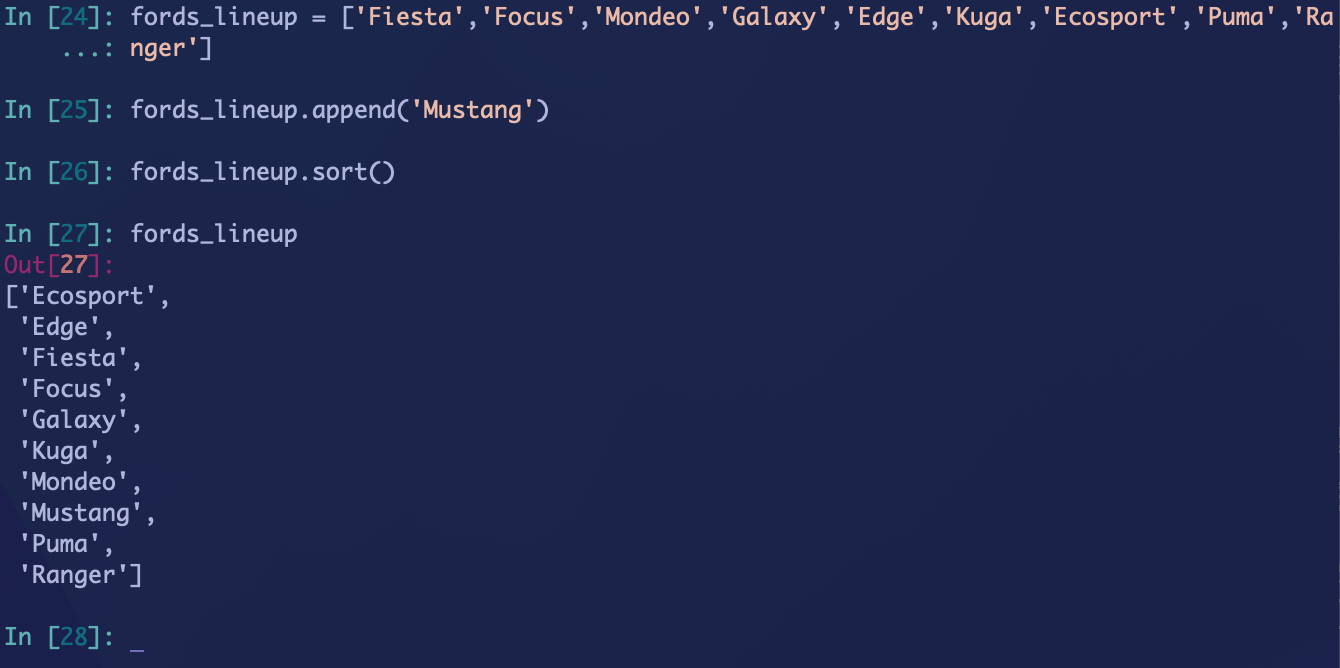 In [24]: fords_lineup = ['Fiesta','Focus','Mondeo','Galaxy','Edge','Kuga','Ecosport','Puma','Ra
    ...: nger']
In [25]: fords_lineup.append('Mustang')
In [26]: fords_lineup.sort()
In [27]: fords_lineup
Out[27]:
['Ecosport',
 'Edge',
 'Fiesta',
 'Focus',
 'Galaxy',
 'Kuga',
 'Mondeo',
 'Mustang',
 'Puma',
 'Ranger']
In [28]: _